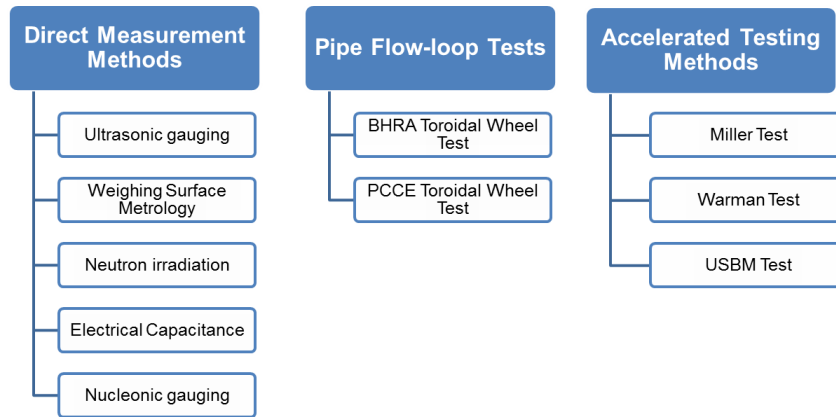 Direct Measurement
Methods
Ultrasonic gauging
Weighing Surface
Metrology
Neutron irradiation
Electrical Capacitance
Nucleonic gauging
Pipe Flow-loop Tests
BHRA Toroidal Wheel
Test
PCCE Toroidal Wheel
Test
Accelerated Testing
Methods
Miller Test
Warman Test
USBM Test